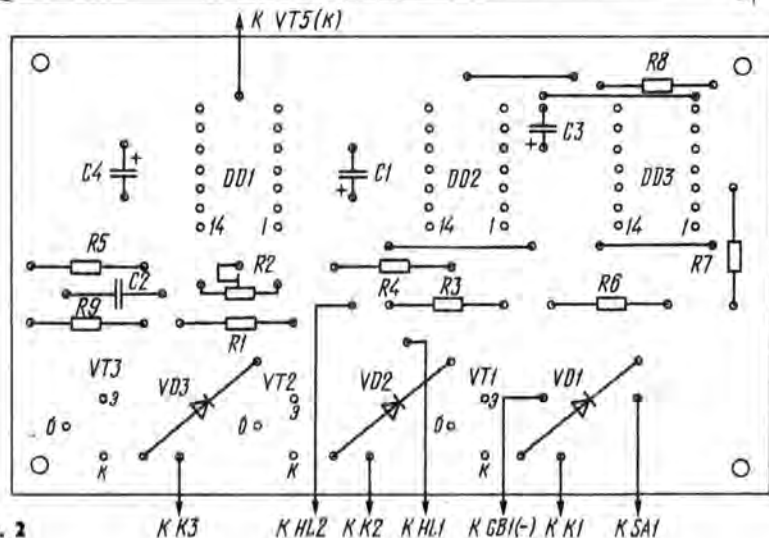 К VT5(к)
R8
C4
+
DD1
C1
+
DD2
C3
+
DD3
14
1
14
1
14
1
R5
R2
R4
R3
R6
R7
C2
R9
R1
VT3
э
б
к
VD3
VT2
э
б
к
VD2
VT1
э
б
к
VD1
. 2
К К3
К HL2
К К2
К HL1
К GB1(–)
К К1
К SA1